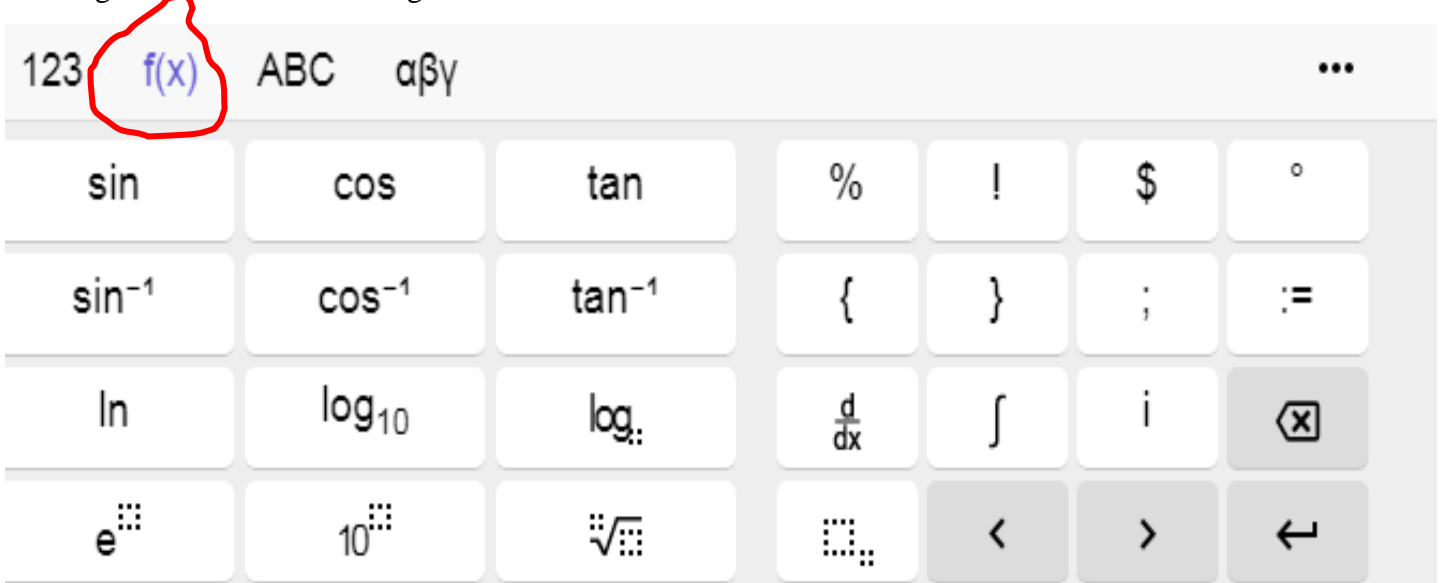 123 f(x) ABC αβγ •••
sin cos tan % ! $ °
sin⁻¹ cos⁻¹ tan⁻¹ { } ; :=
ln log₁₀ log d/dx ∫ i
e 10 √ < >